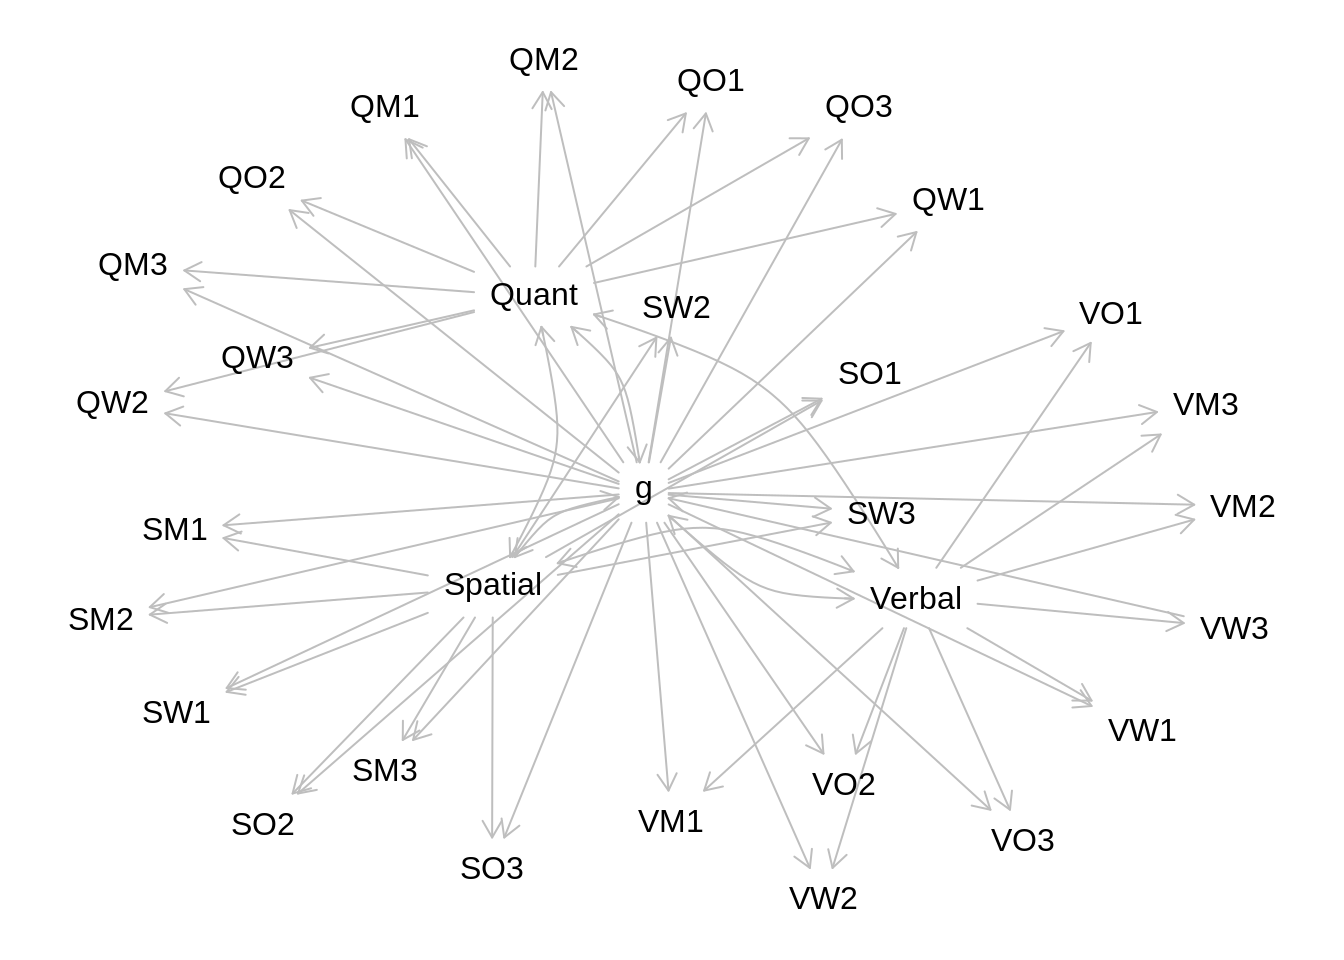 QM2
QO1
QM1
QO3
QO2
QW1
QM3
Quant
SW2
VO1
QW3
SO1
QW2
VM3
g
VM2
SW3
SM1
Spatial
Verbal
SM2
VW3
SW1
VW1
SM3
VO2
SO2
VM1
VO3
SO3
VW2